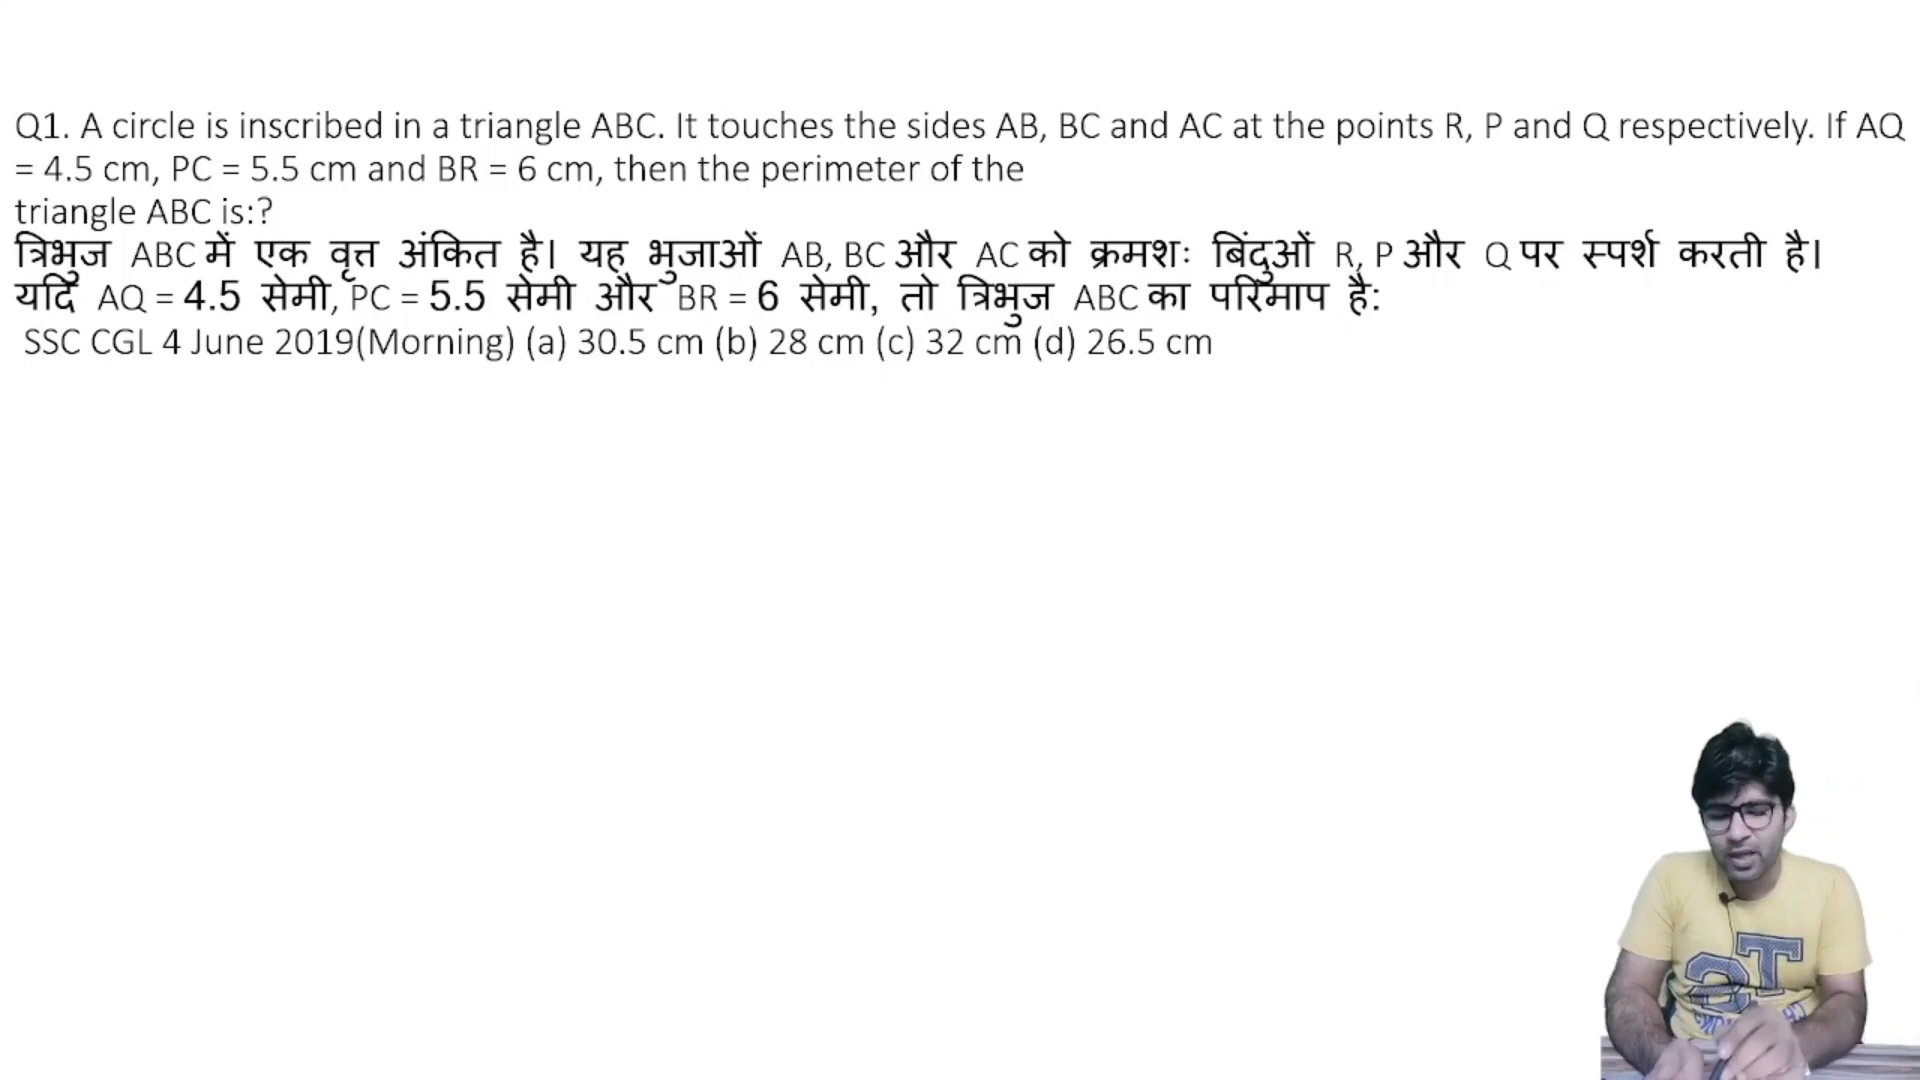 Q1. A circle is inscribed in a triangle ABC. It touches the sides AB, BC and AC at the points R, P and Q respectively. If AQ
= 4.5 cm, PC = 5.5 cm and BR = 6 cm, then the perimeter of the
triangle ABC is:?
त्रिभुज ABC में एक वृत्त अंकित है। यह भुजाओं AB, BC और AC को क्रमशः बिंदुओं R, P और Q पर स्पर्श करती है।
यदि AQ = 4.5 सेमी, PC = 5.5 सेमी और BR = 6 सेमी, तो त्रिभुज ABC का परिमाप है:
SSC CGL 4 June 2019(Morning) (a) 30.5 cm (b) 28 cm (c) 32 cm (d) 26.5 cm